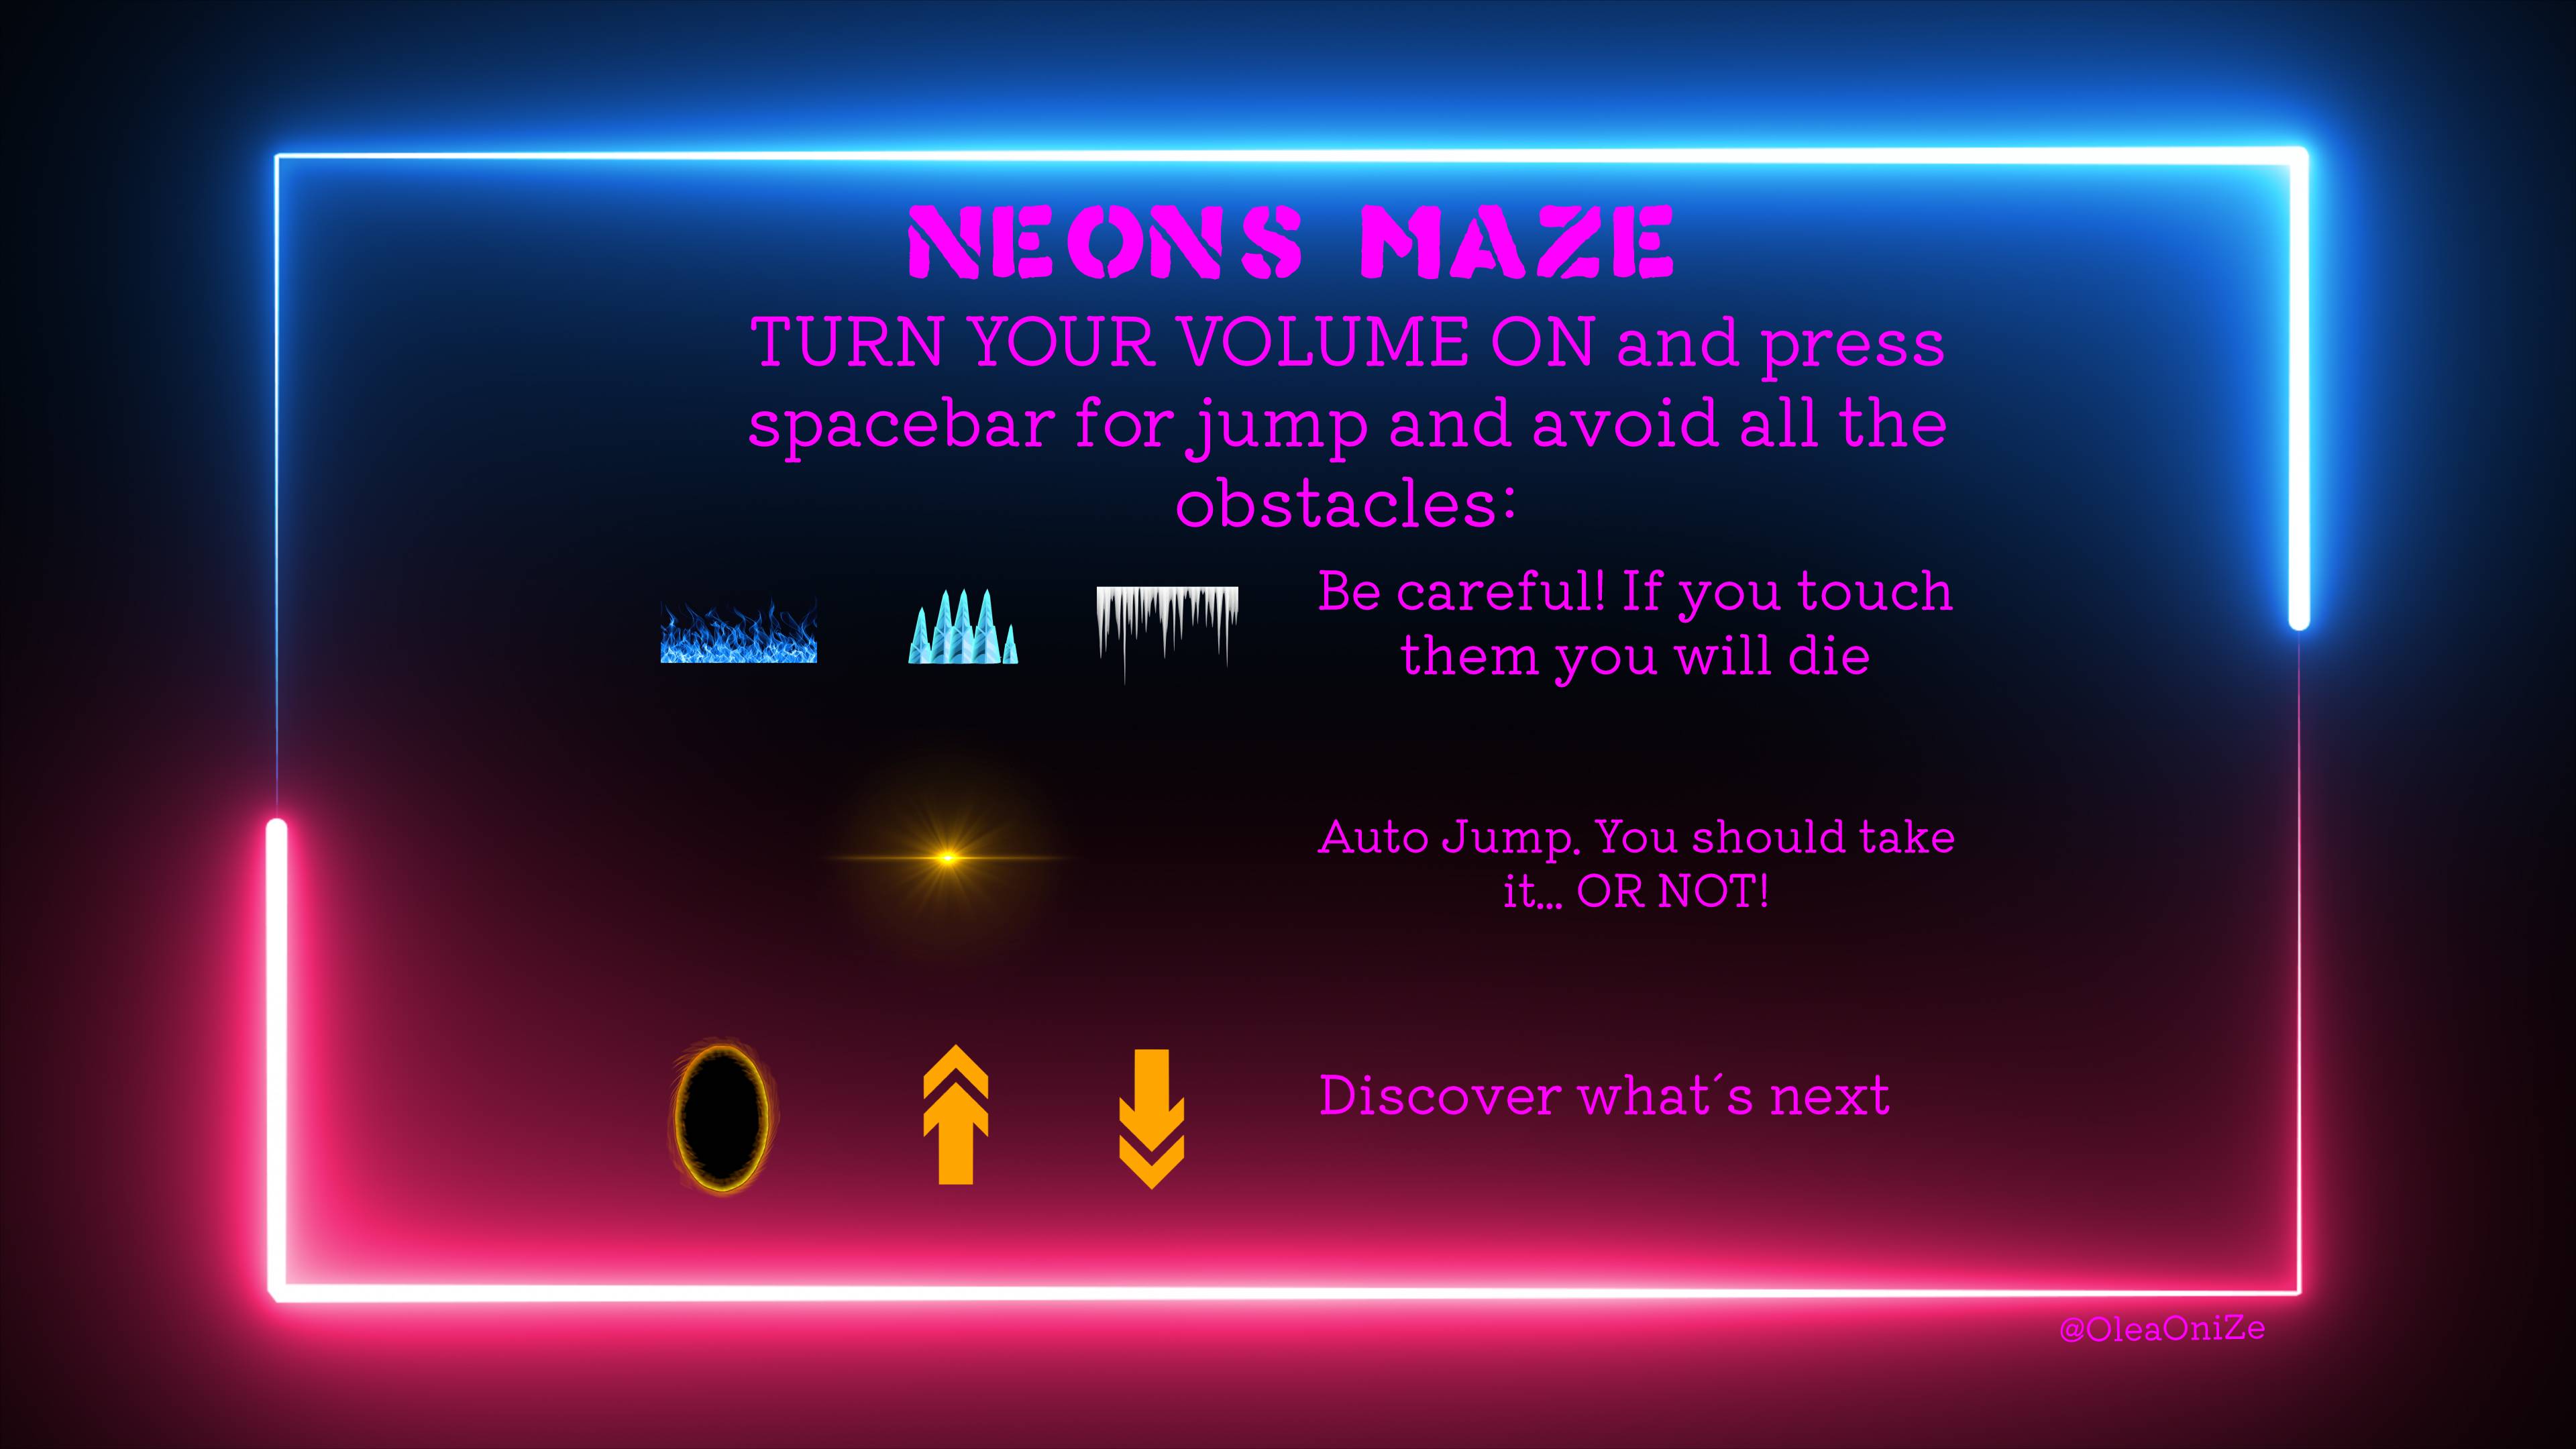 NEONS MAZE
TURN YOUR VOLUME ON and press
spacebar for jump and avoid all the
obstacles:
Be careful! If you touch
them you will die
Auto Jump. You should take
it... OR NOT!
Discover what´s next
@OleaOniZe